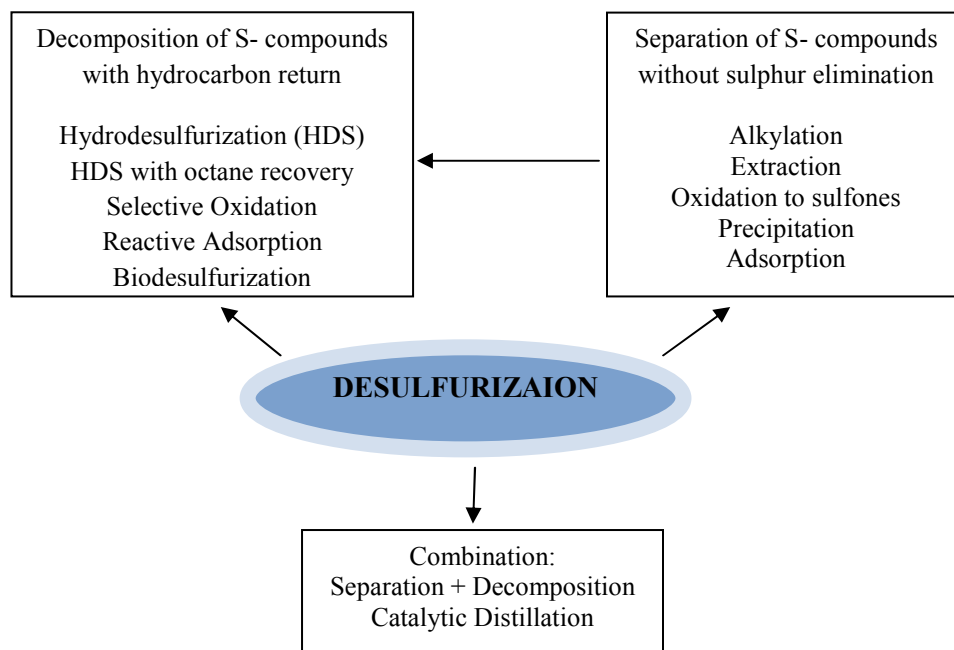 Decomposition of S- compounds
with hydrocarbon return
Hydrodesulfurization (HDS)
HDS with octane recovery
Selective Oxidation
Reactive Adsorption
Biodesulfurization
Separation of S- compounds
without sulphur elimination
Alkylation
Extraction
Oxidation to sulfones
Precipitation
Adsorption
DESULFURIZAION
Combination:
Separation + Decomposition
Catalytic Distillation